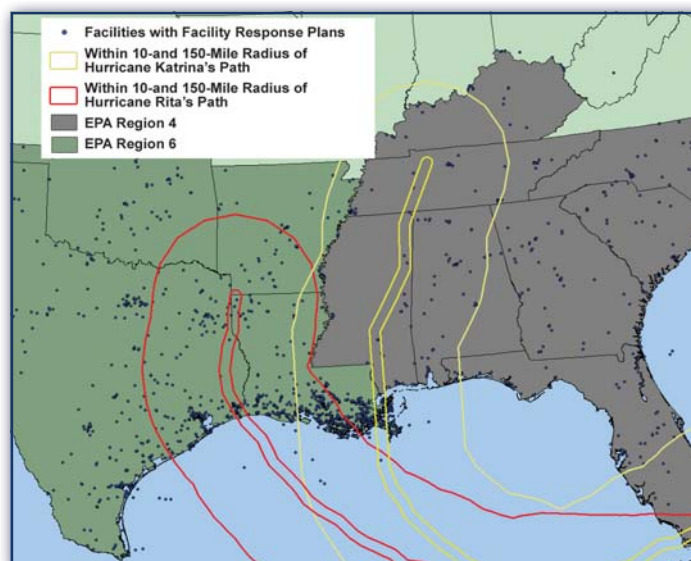 Facilities with Facility Response Plans
Within 10-and 150-Mile Radius of
Hurricane Katrina's Path
Within 10-and 150-Mile Radius of
Hurricane Rita's Path
EPA Region 4
EPA Region 6